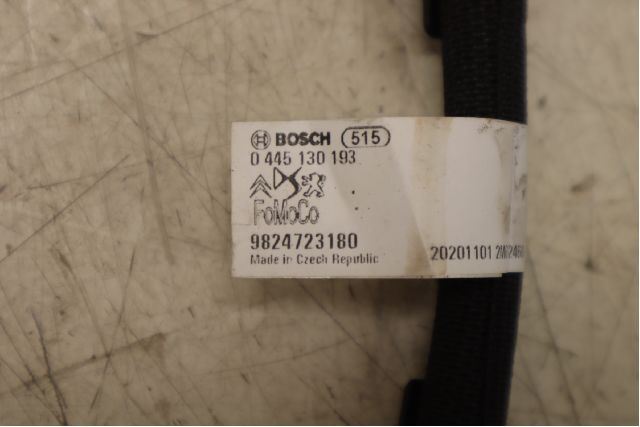 BOSCH 515
0 445 130 193
FoMoCo
9824723180
Made in Czech Republic
20201101